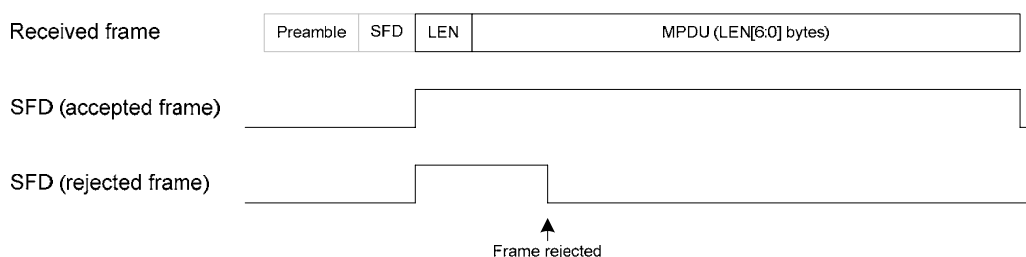 Received frame
Preamble SFD LEN MPDU (LEN[6:0] bytes)
SFD (accepted frame)
SFD (rejected frame)
Frame rejected